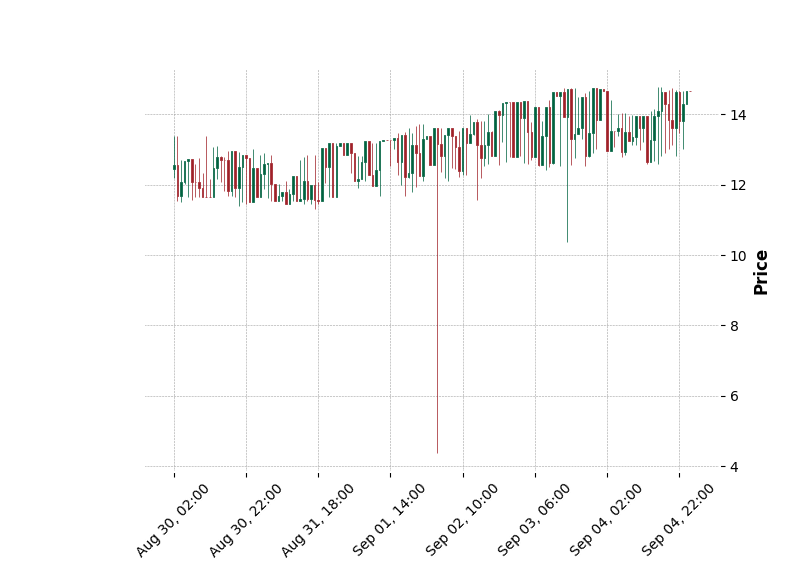 14
12
10
8
6
4
Price
Aug 30, 02:00
Aug 30, 22:00
Aug 31, 18:00
Sep 01, 14:00
Sep 02, 10:00
Sep 03, 06:00
Sep 04, 02:00
Sep 04, 22:00